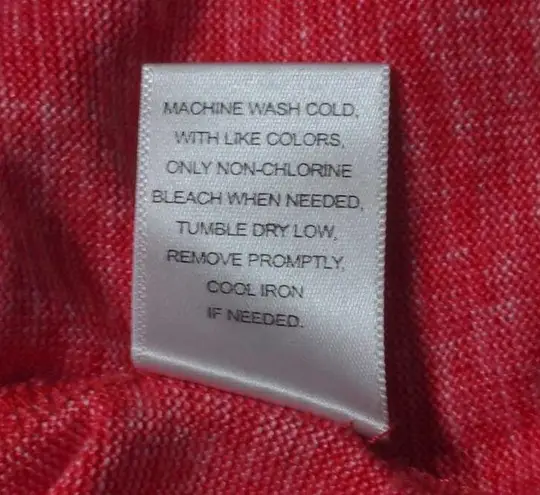 MACHINE WASH COLD,
WITH LIKE COLORS,
ONLY NON-CHLORINE
BLEACH WHEN NEEDED,
TUMBLE DRY LOW,
REMOVE PROMPTLY,
COOL IRON
IF NEEDED.